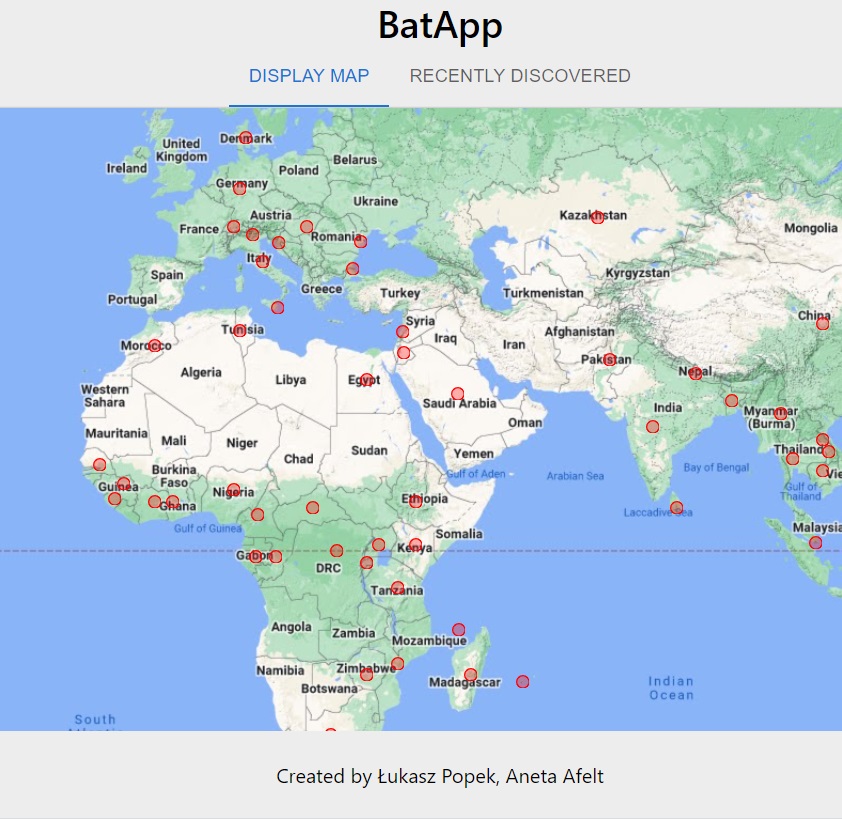 BatApp
DISPLAY MAP
RECENTLY DISCOVERED
Denmark
United
Kingdom
Ireland
Belarus
Poland
Germany
Ukraine
Austria
France
Kazakhstan
Mongolia
Romania
Italy
Kyrgyzstan
Spain
Portugal
Greece
Turkey
Turkmenistan
China
Tunisia
Syria
Afghanistan
Morocco
Iraq
Iran
Pakistan
Nepal
Algeria
Libya
Egypt
Western
Sahara
Saudi Arabia
India
Myanmar
(Burma)
Oman
Mauritania
Mali
Niger
Chad
Sudan
Yemen
Thailand
Burkina
Faso
Gulf of Aden
Arabian Sea
Bay of Bengal
Vie
Guinea
Nigeria
Ghana
Ethiopia
Gulf of
Thailand
Laccadive Sea
Gulf of Guinea
Somalia
Malaysia
Gabon
Kenya
DRC
Tanzania
Angola
Zambia
Mozambique
Namibia
Zimbabwe
Botswana
Madagascar
Indian
Ocean
South
Atlantic
Created by Łukasz Popek, Aneta Afelt